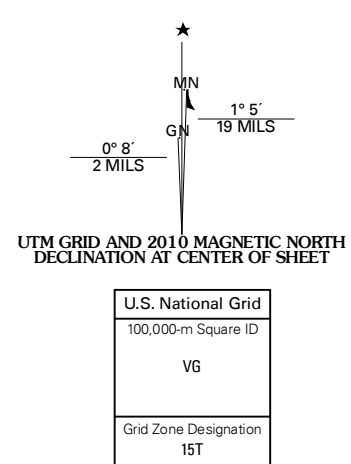 MN
1° 5´
19 MILS
GN
0° 8´
2 MILS
UTM GRID AND 2010 MAGNETIC NORTH
DECLINATION AT CENTER OF SHEET
U.S. National Grid
100,000-m Square ID
VG
Grid Zone Designation
15T